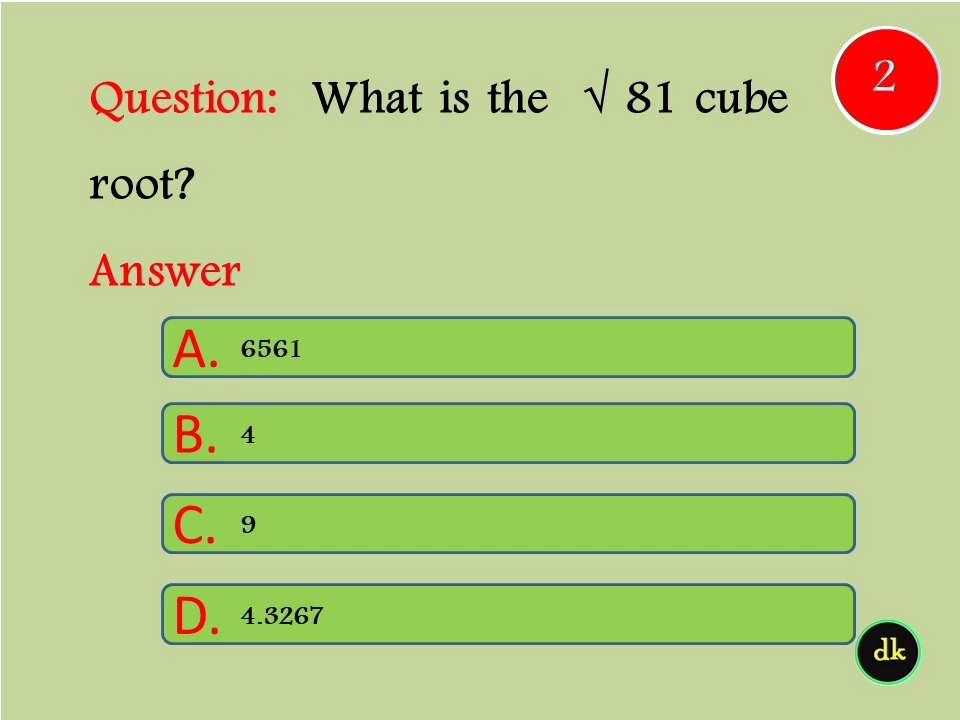 2
Question: What is the √ 81 cube
root?
Answer
A. 6561
B. 4
C. 9
D. 4.3267
dk